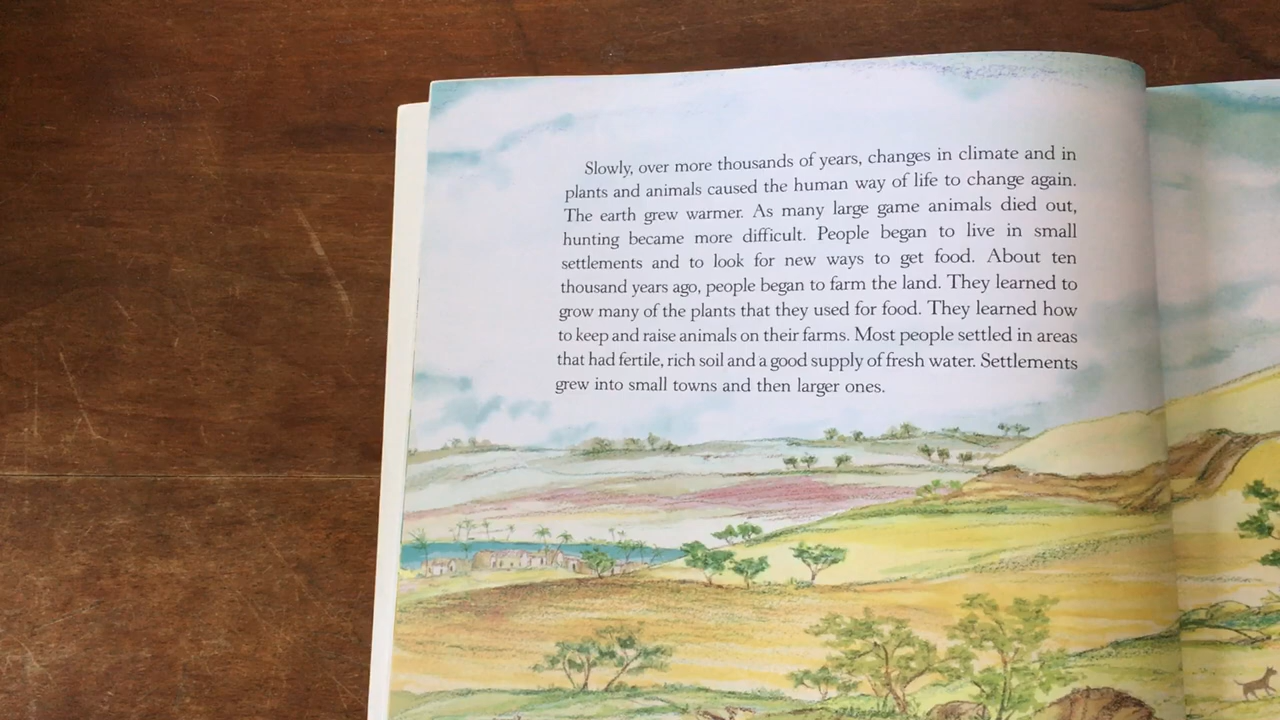 Slowly, over more thousands of years, changes in climate and in
plants and animals caused the human way of life to change again.
The earth grew warmer. As many large game animals died out,
hunting became more difficult. People began to live in small
settlements and to look for new ways to get food. About ten
thousand years ago, people began to farm the land. They learned to
grow many of the plants that they used for food. They learned how
to keep and raise animals on their farms. Most people settled in areas
that had fertile, rich soil and a good supply of fresh water. Settlements
grew into small towns and then larger ones.